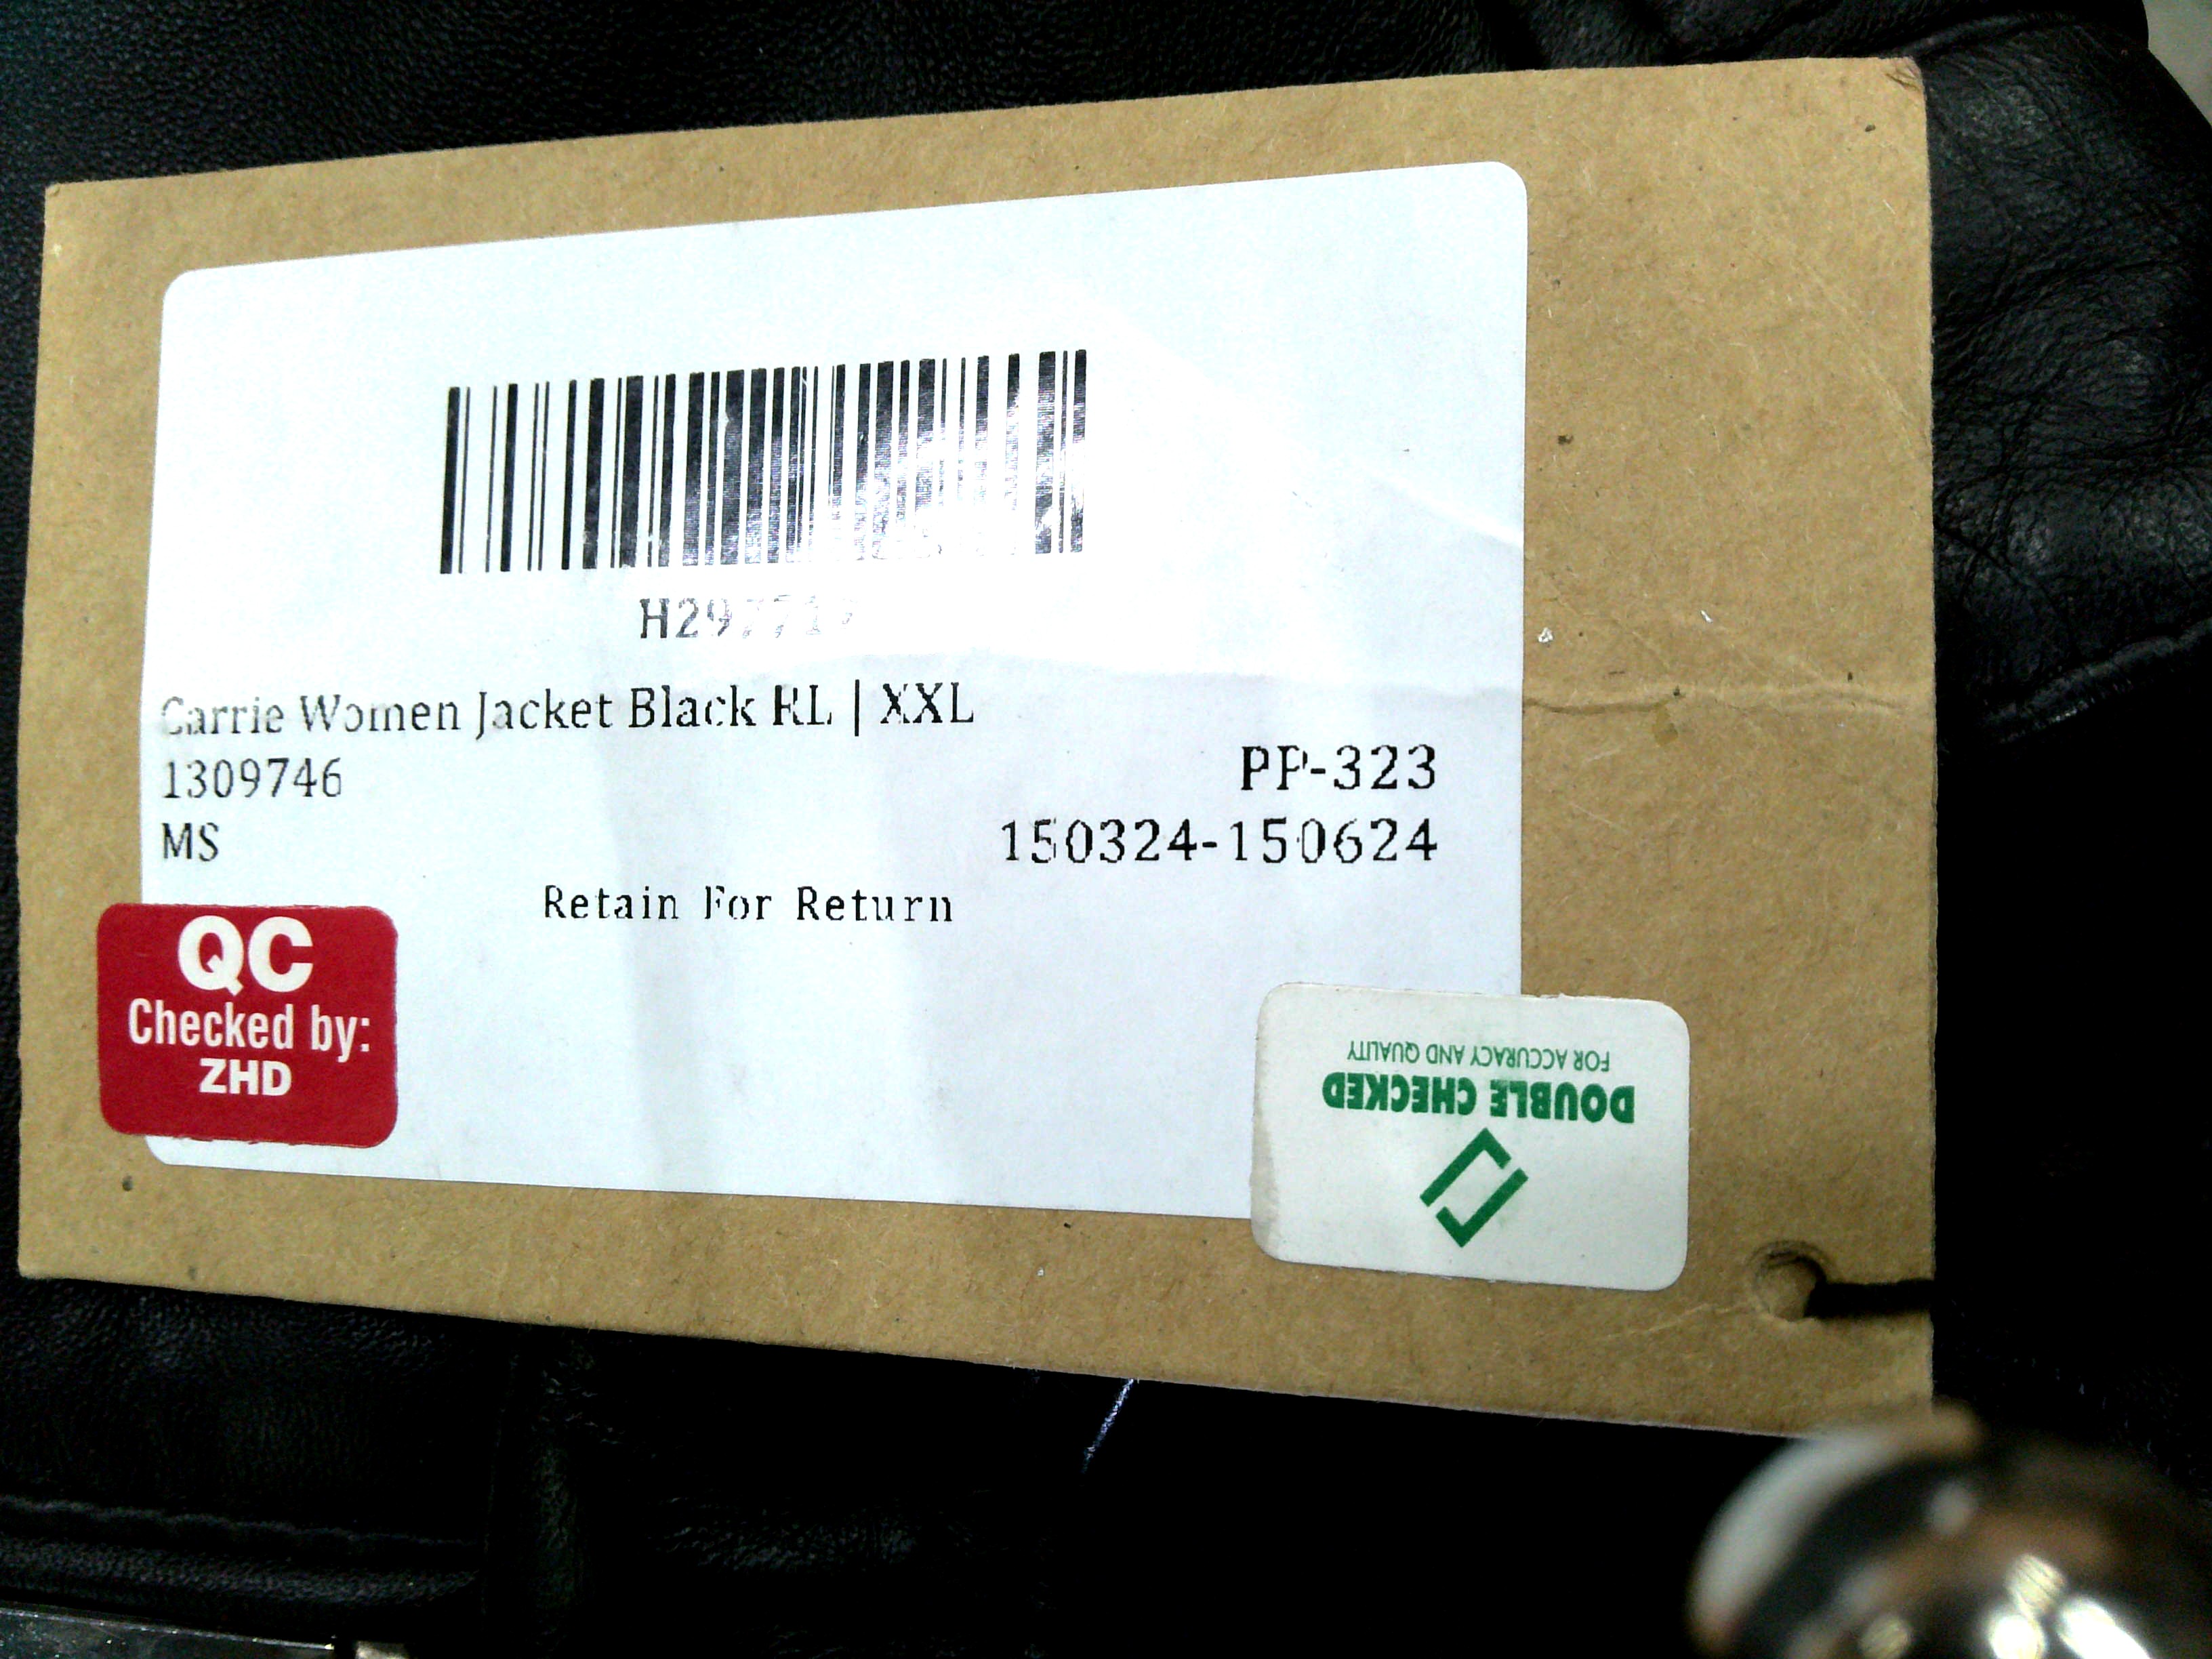 Carrie Women Jacket Black RL | XXL
1309746
PP-323
MS
150324-150624
Retain For Return
QC
Checked by:
ZHD
DOUBLE CHECKED
FOR ACCURACY AND QUALITY